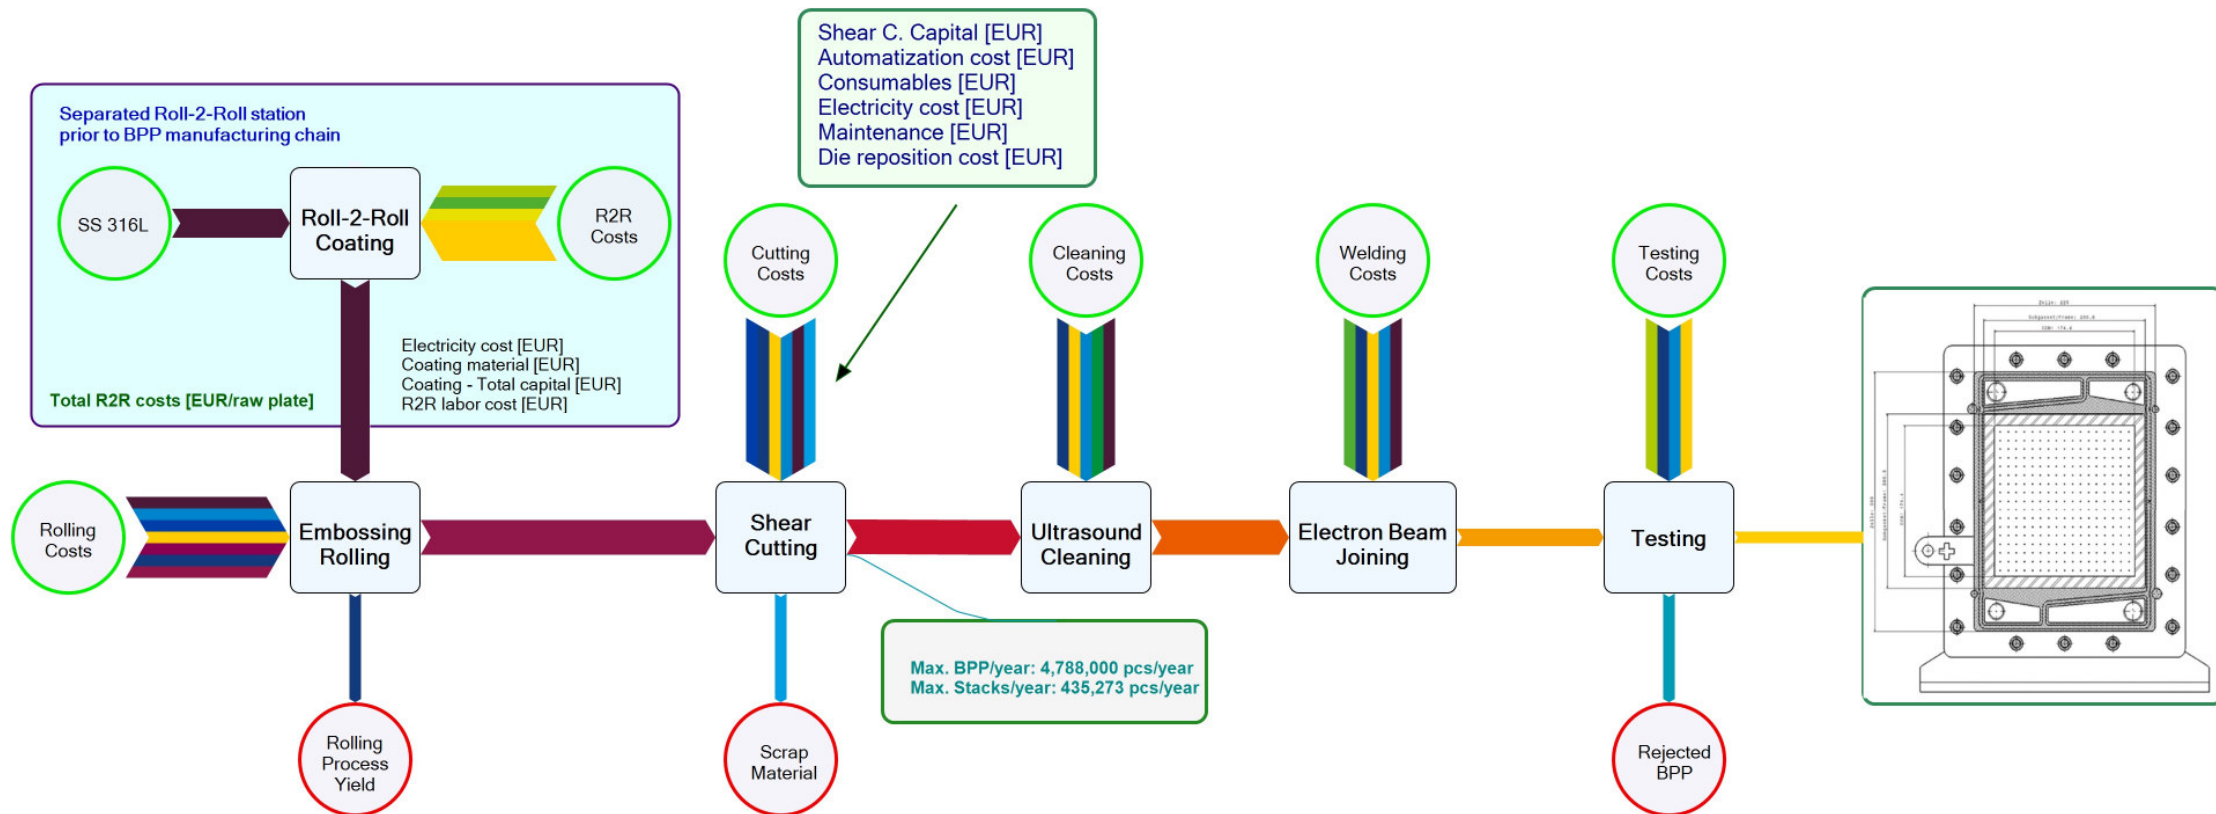 Shear C. Capital [EUR]
Automatization cost [EUR]
Consumables [EUR]
Electricity cost [EUR]
Maintenance [EUR]
Die reposition cost [EUR]
Separated Roll-2-Roll station
prior to BPP manufacturing chain
SS 316L
Roll-2-Roll
Coating
R2R
Costs
Electricity cost [EUR]
Coating material [EUR]
Coating - Total capital [EUR]
R2R labor cost [EUR]
Total R2R costs [EUR/raw plate]
Cutting
Costs
Cleaning
Costs
Welding
Costs
Testing
Costs
Rolling
Costs
Embossing
Rolling
Shear
Cutting
Ultrasound
Cleaning
Electron Beam
Joining
Testing
Max. BPP/year: 4,788,000 pcs/year
Max. Stacks/year: 435,273 pcs/year
Rolling
Process
Yield
Scrap
Material
Rejected
BPP